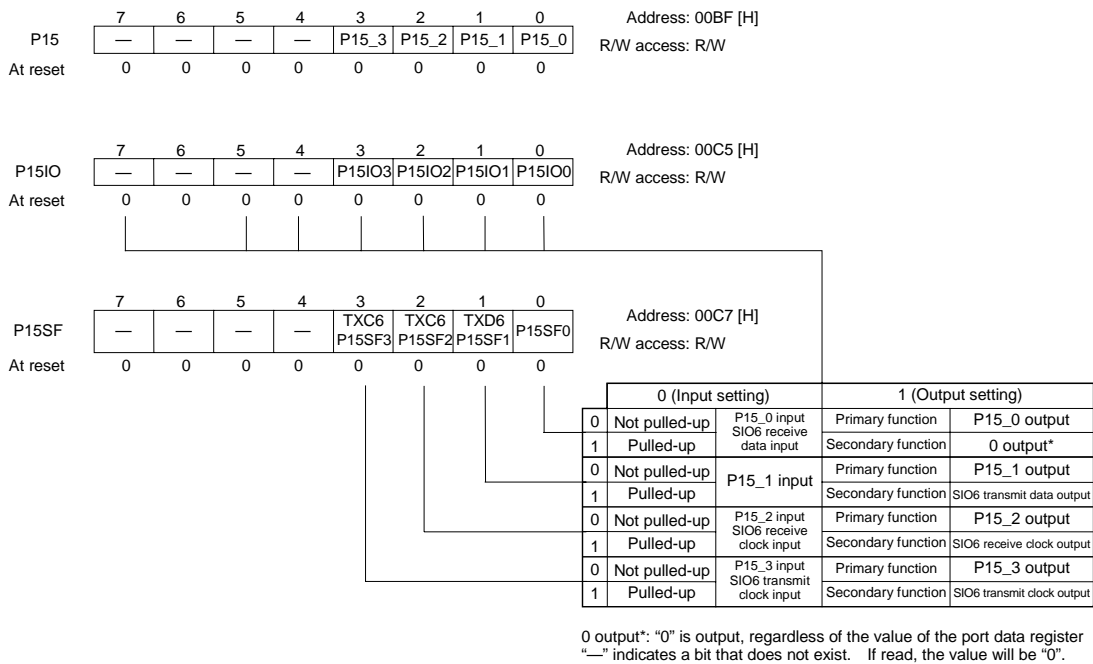 7 6 5 4 3 2 1 0 Address: 00BF [H]
P15 — — — — P15_3 P15_2 P15_1 P15_0 R/W access: R/W
At reset 0 0 0 0 0 0 0 0
7 6 5 4 3 2 1 0 Address: 00C5 [H]
P15IO — — — — P15IO3 P15IO2 P15IO1 P15IO0 R/W access: R/W
At reset 0 0 0 0 0 0 0 0
7 6 5 4 3 2 1 0 Address: 00C7 [H]
P15SF — — — — TXC6 P15SF3 TXC6 P15SF2 TXD6 P15SF1 P15SF0 R/W access: R/W
At reset 0 0 0 0 0 0 0 0
0 (Input setting) 1 (Output setting)
0 Not pulled-up P15_0 input SIO6 receive data input Primary function P15_0 output
1 Pulled-up Secondary function 0 output*
0 Not pulled-up P15_1 input Primary function P15_1 output
1 Pulled-up Secondary function SIO6 transmit data output
0 Not pulled-up P15_2 input SIO6 receive clock input Primary function P15_2 output
1 Pulled-up Secondary function SIO6 receive clock output
0 Not pulled-up P15_3 input SIO6 transmit clock input Primary function P15_3 output
1 Pulled-up Secondary function SIO6 transmit clock output
0 output*: “0” is output, regardless of the value of the port data register
“—” indicates a bit that does not exist. If read, the value will be “0”.